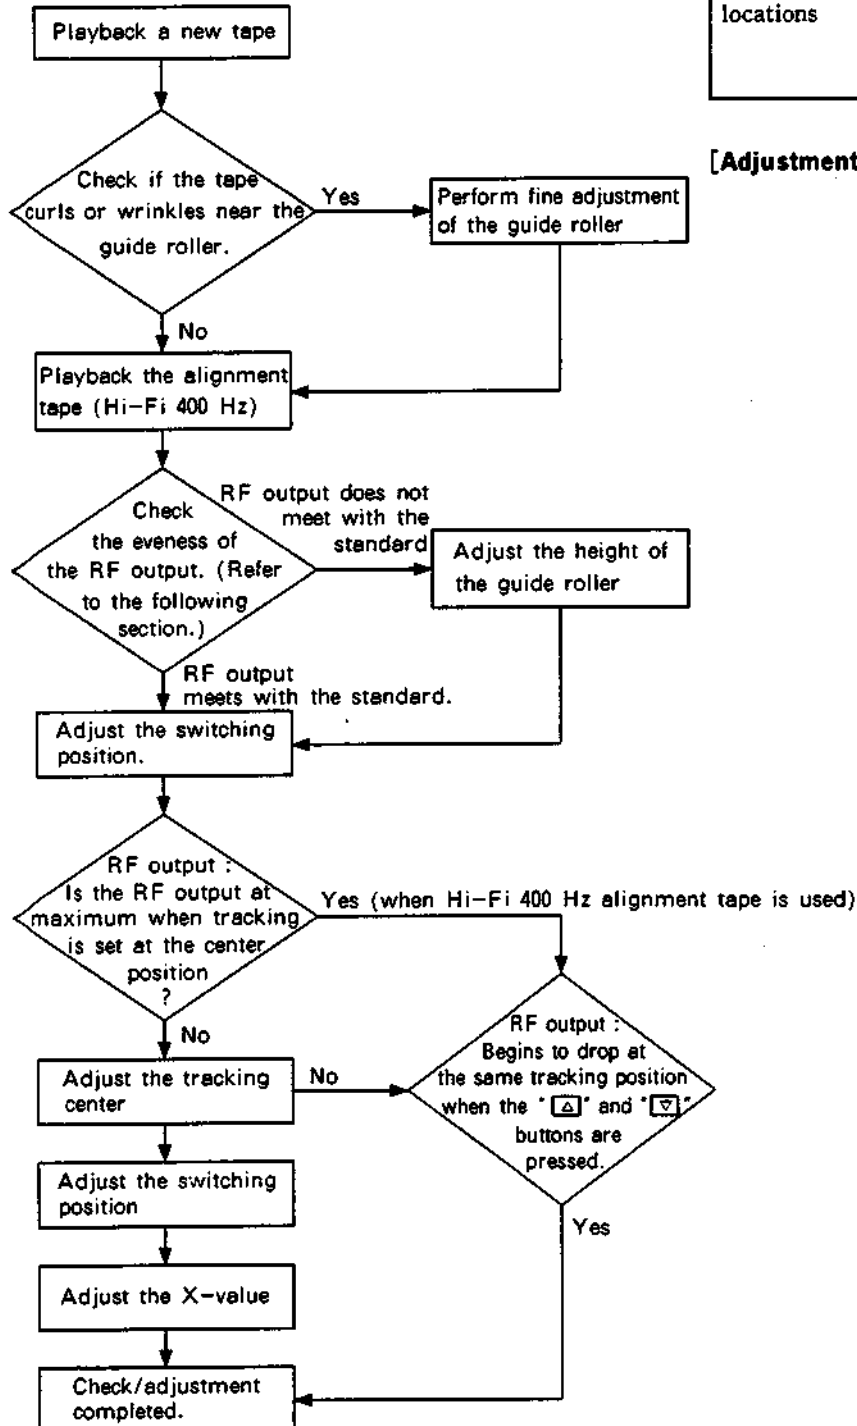 Playback a new tape
locations
[Adjustment
Check if the tape
curls or wrinkles near the
guide roller.
Yes
Perform fine adjustment
of the guide roller
No
Playback the alignment
tape (Hi-Fi 400 Hz)
RF output does not
meet with the
standard
Check
the eveness of
the RF output. (Refer
to the following
section.)
Adjust the height of
the guide roller
RF output
meets with the standard.
Adjust the switching
position.
RF output :
Is the RF output at
maximum when tracking
is set at the center
position
?
Yes (when Hi-Fi 400 Hz alignment tape is used)
No
RF output :
Begins to drop at
the same tracking position
when the "△" and "▽"
buttons are
pressed.
Adjust the tracking
center
No
Adjust the switching
position
Yes
Adjust the X-value
Check/adjustment
completed.